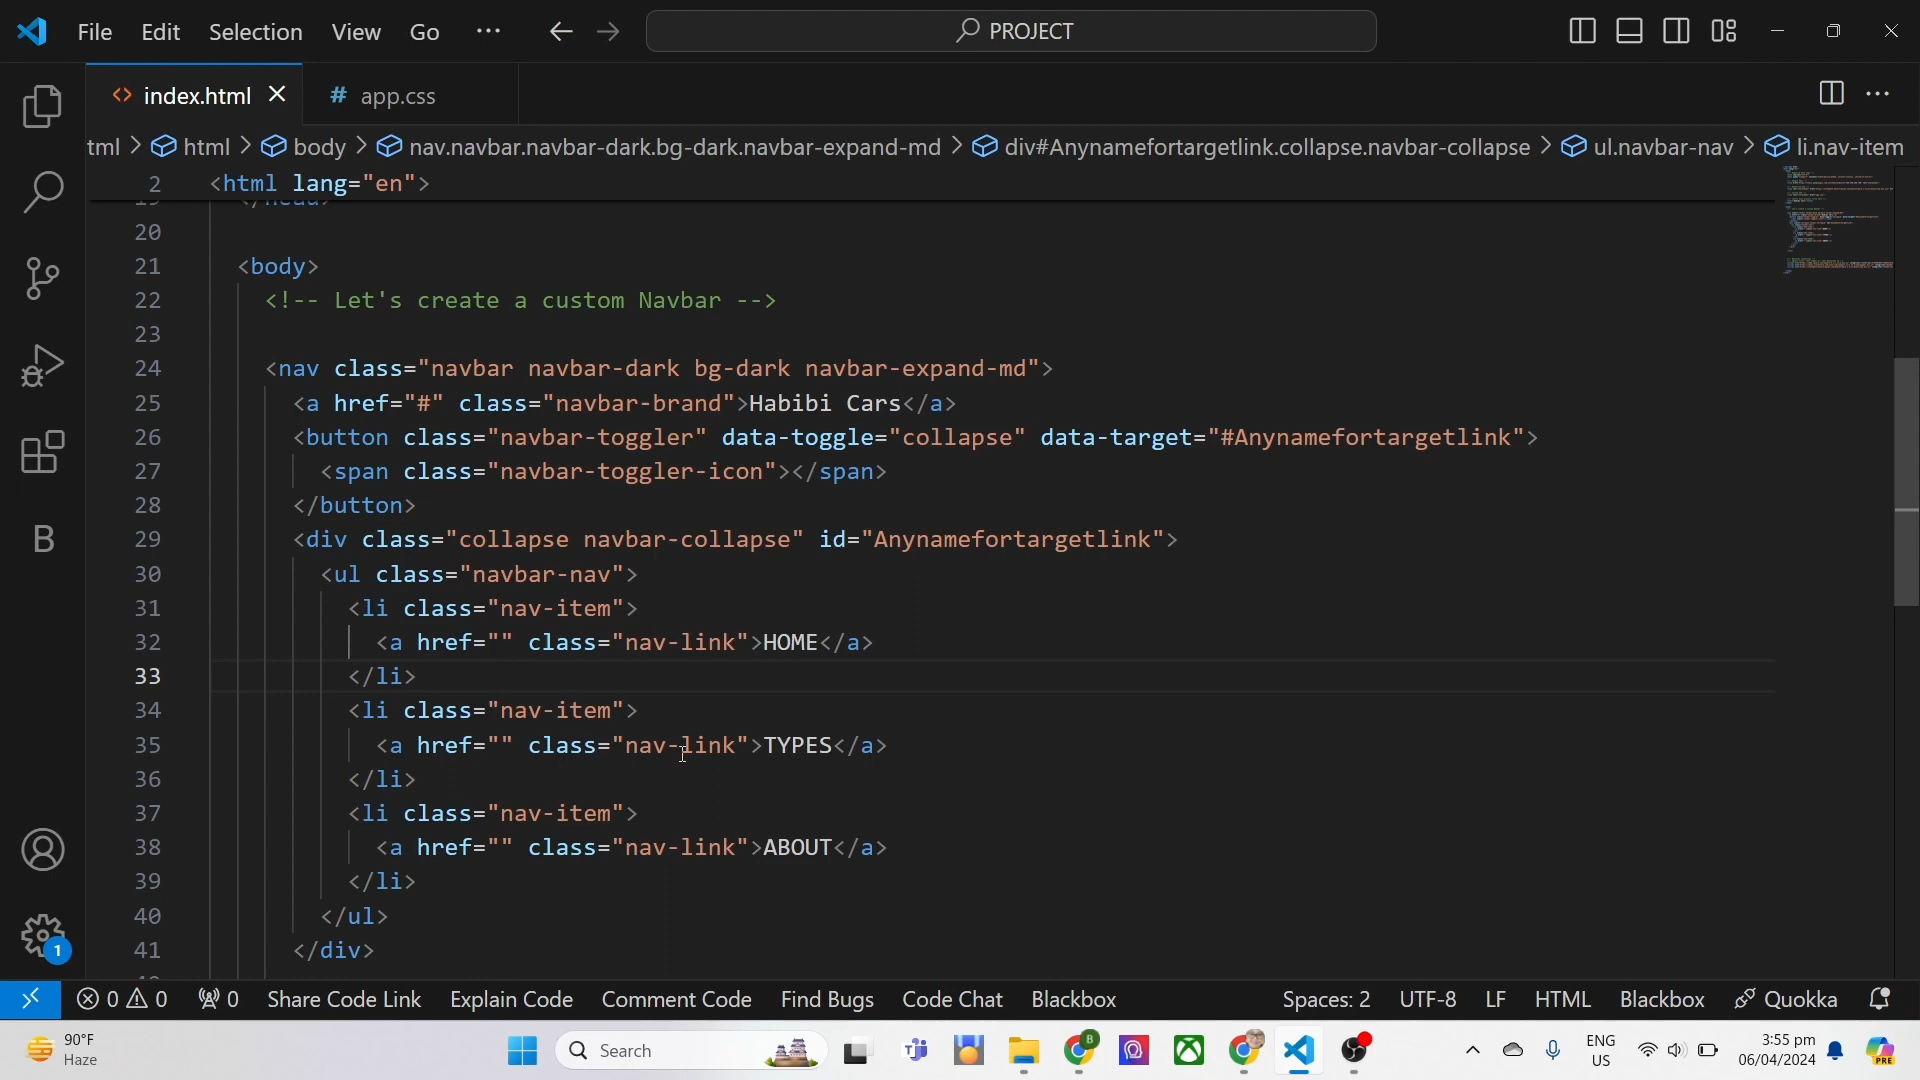 File Edit Selection View Go ··· PROJECT
index.html # app.css
tml > html > body > nav.navbar.navbar-dark.bg-dark.navbar-expand-md > div#Anynamefortargetlink.collapse.navbar-collapse > ul.navbar-nav > li.nav-item
2 <html lang="en">
19 </head>
20
21 <body>
22 <!-- Let's create a custom Navbar -->
23
24 <nav class="navbar navbar-dark bg-dark navbar-expand-md">
25 <a href="#" class="navbar-brand">Habibi Cars</a>
26 <button class="navbar-toggler" data-toggle="collapse" data-target="#Anynamefortargetlink">
27 <span class="navbar-toggler-icon"></span>
28 </button>
29 <div class="collapse navbar-collapse" id="Anynamefortargetlink">
30 <ul class="navbar-nav">
31 <li class="nav-item">
32 <a href="" class="nav-link">HOME</a>
33 </li>
34 <li class="nav-item">
35 <a href="" class="nav-link">TYPES</a>
36 </li>
37 <li class="nav-item">
38 <a href="" class="nav-link">ABOUT</a>
39 </li>
40 </ul>
41 </div>
B
1
0 0 0 Share Code Link Explain Code Comment Code Find Bugs Code Chat Blackbox Spaces: 2 UTF-8 LF HTML Blackbox Quokka
90°F
Haze
Search
ENG
US
3:55 pm
06/04/2024
PRE